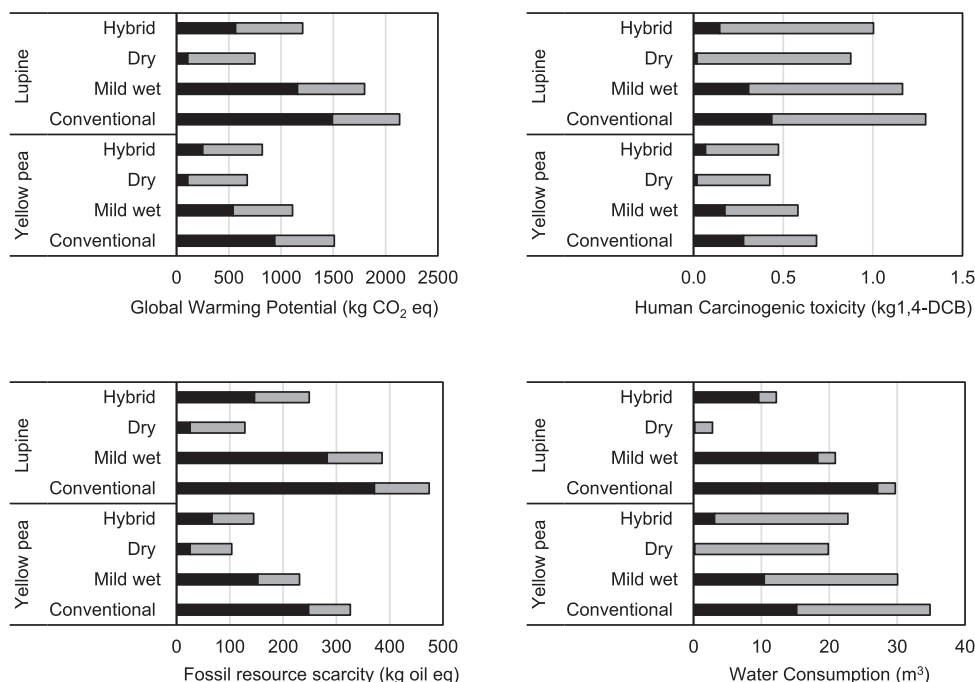 Lupine
Hybrid
Dry
Mild wet
Conventional
Yellow pea
Hybrid
Dry
Mild wet
Conventional
0 500 1000 1500 2000 2500
Global Warming Potential (kg CO₂ eq)
Lupine
Hybrid
Dry
Mild wet
Conventional
Yellow pea
Hybrid
Dry
Mild wet
Conventional
0.0 0.5 1.0 1.5
Human Carcinogenic toxicity (kg1,4-DCB)
Lupine
Hybrid
Dry
Mild wet
Conventional
Yellow pea
Hybrid
Dry
Mild wet
Conventional
0 100 200 300 400 500
Fossil resource scarcity (kg oil eq)
Lupine
Hybrid
Dry
Mild wet
Conventional
Yellow pea
Hybrid
Dry
Mild wet
Conventional
0 10 20 30 40
Water Consumption (m³)